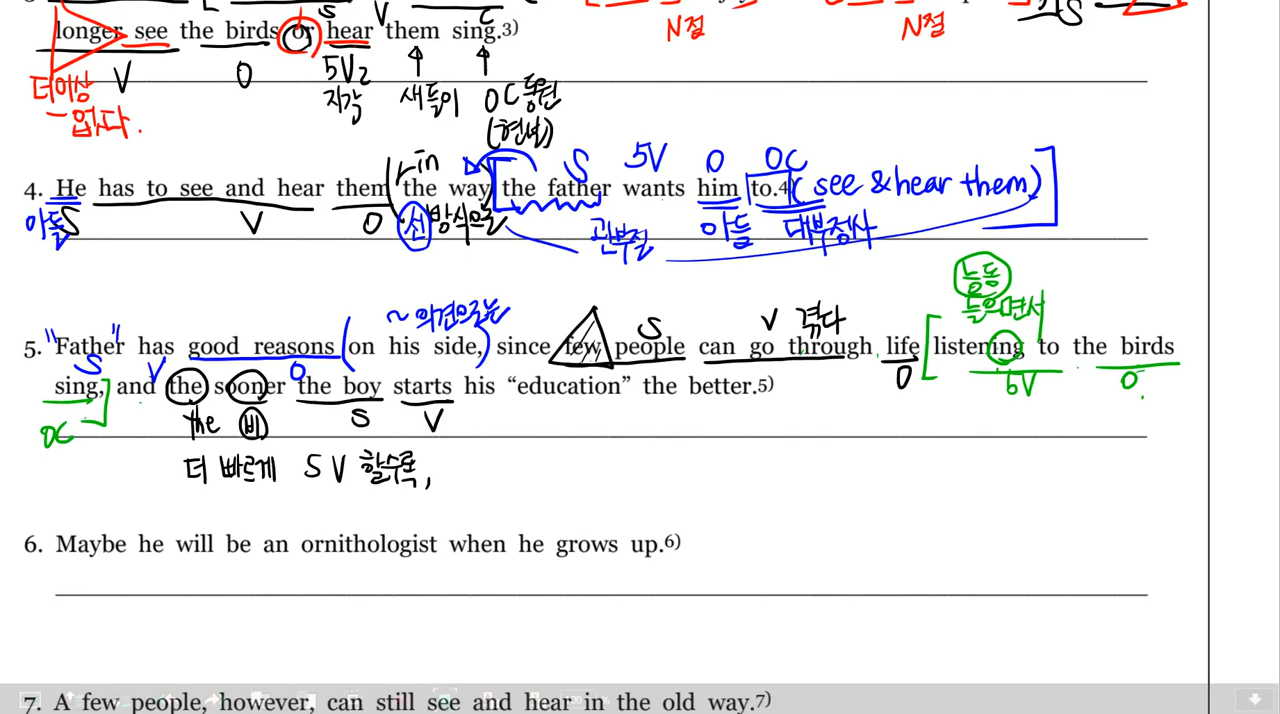 S V C N절 N절 S
longer see the birds or hear them sing.3)
V O 5V2
더이상 지각 새들이 OC동원
없다. (현분)
in S 5V O OC
4. He has to see and hear them the way the father wants him to.4) (see & hear them)
아들 S V O 선 방식으로 관부절 아들 대부정사
능동
~의견으로는 S V 겪다 들으면서
5. "Father" has good reasons (on his side,) since few people can go through life [listening to the birds
S V O O 5V O
sing,] and the sooner the boy starts his “education” the better.5)
OC the 비 S V
더 빠르게 S V 할수록,
6. Maybe he will be an ornithologist when he grows up.6)
7. A few people, however, can still see and hear in the old way.7)